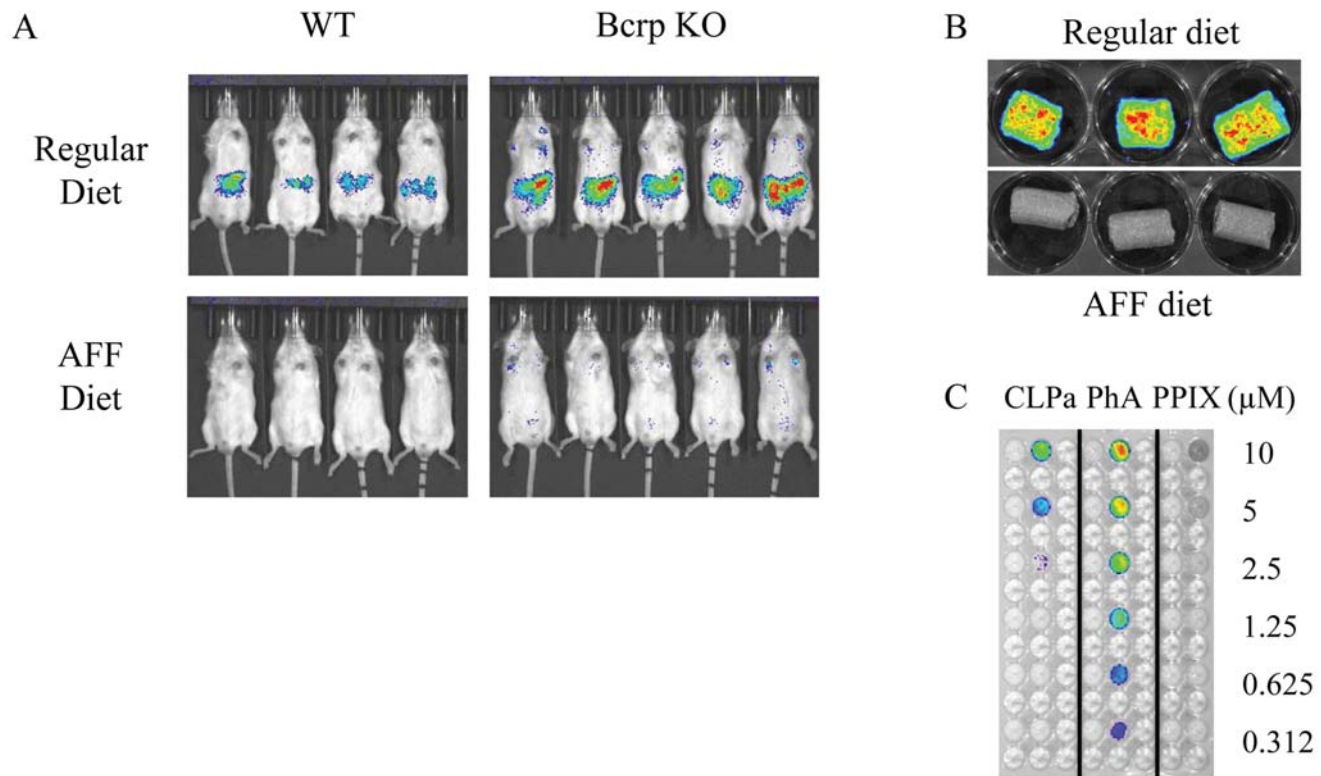 A
WT
Bcrp KO
Regular
Diet
AFF
Diet
B
Regular diet
AFF diet
C
CLPa PhA PPIX (µM)
10
5
2.5
1.25
0.625
0.312